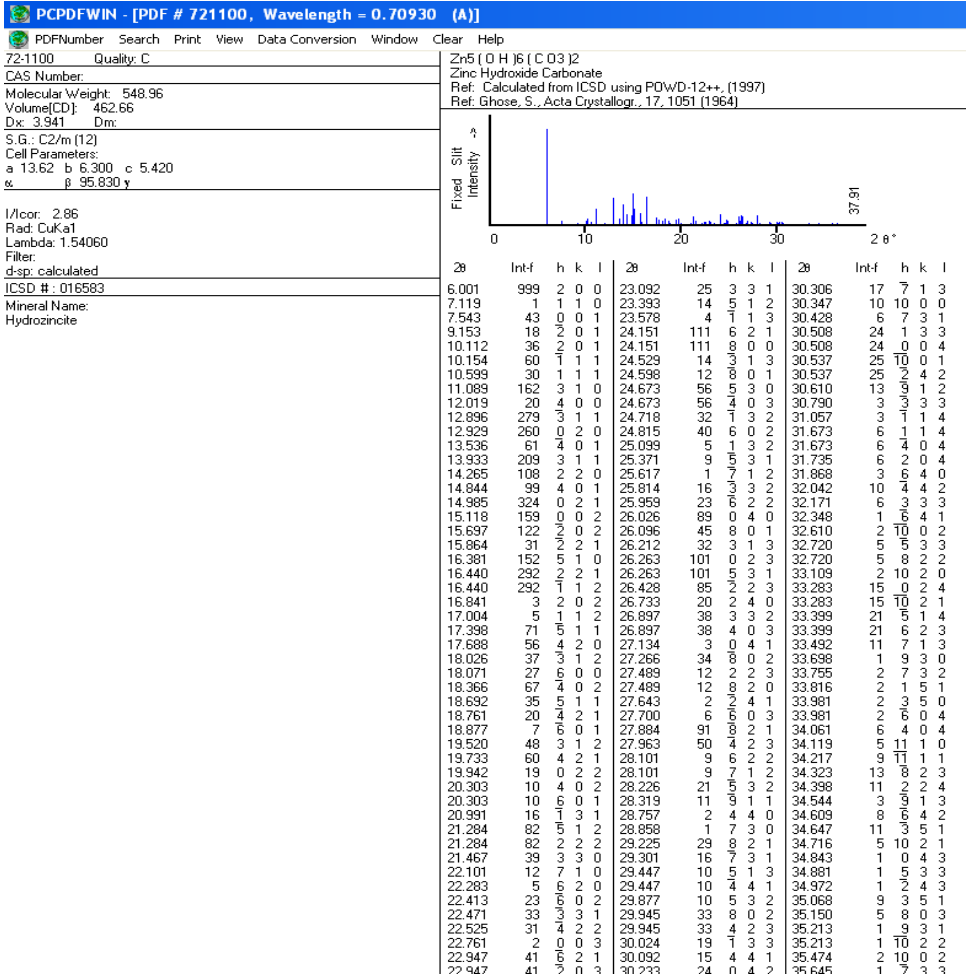 PCPDFWIN - [PDF # 721100, Wavelength = 0.70930 (A)]
PDFNumber Search Print View Data Conversion Window Clear Help
72-1100 Quality: C
CAS Number:
Molecular Weight: 548.96
Volume[CD]: 462.66
Dx: 3.941 Dm:
S.G.: C2/m (12)
Cell Parameters:
a 13.62 b 6.300 c 5.420
α β 95.830 γ
I/Icor: 2.86
Rad: CuKa1
Lambda: 1.54060
Filter:
d-sp: calculated
ICSD # : 016583
Mineral Name:
Hydrozincite
Zn5 ( O H )6 ( C O3 )2
Zinc Hydroxide Carbonate
Ref: Calculated from ICSD using POWD-12++, (1997)
Ref: Ghose, S., Acta Crystallogr., 17, 1051 (1964)
Fixed Slit
Intensity ->
37.91
0 10 20 30 2 θ °
2θ Int-f h k l 2θ Int-f h k l 2θ Int-f h k l
6.001 999 2 0 0 23.092 25 3 3 1 30.306 17 7 1 3
7.119 1 1 1 0 23.393 14 5 1 2 30.347 10 10 0 0
7.543 43 0 0 1 23.578 4 1 1 3 30.428 6 7 3 1
9.153 18 2 0 1 24.151 111 6 2 1 30.508 24 1 3 3
10.112 36 2 0 1 24.151 111 8 0 0 30.508 24 0 0 4
10.154 60 1 1 1 24.529 14 3 1 3 30.537 25 10 0 1
10.599 30 1 1 1 24.598 12 8 0 1 30.537 25 2 4 2
11.089 162 3 1 0 24.673 56 5 3 0 30.610 13 9 1 2
12.019 20 4 0 0 24.673 56 4 0 3 30.790 3 3 3 3
12.896 279 3 1 1 24.718 32 1 3 2 31.057 3 1 1 4
12.929 260 0 2 0 24.815 40 6 0 2 31.673 6 1 1 4
13.536 61 4 0 1 25.099 5 1 3 2 31.673 6 4 0 4
13.933 209 3 1 1 25.371 9 5 3 1 31.735 6 2 0 4
14.265 108 2 2 0 25.617 1 7 1 2 31.868 3 6 4 0
14.844 99 4 0 1 25.814 16 3 3 2 32.042 10 4 4 2
14.985 324 0 2 1 25.959 23 6 2 2 32.171 6 3 3 3
15.118 159 0 0 2 26.026 89 0 4 0 32.348 1 6 4 1
15.697 122 2 0 2 26.096 45 8 0 1 32.610 2 10 0 2
15.864 31 2 2 1 26.212 32 3 1 3 32.720 5 5 3 3
16.381 152 5 1 0 26.263 101 0 2 3 32.720 5 8 2 2
16.440 292 2 2 1 26.263 101 5 3 1 33.109 2 10 2 0
16.440 292 1 1 2 26.428 85 2 2 3 33.283 15 0 2 4
16.841 3 2 0 2 26.733 20 2 4 0 33.283 15 10 2 1
17.004 5 1 1 2 26.897 38 3 3 2 33.399 21 5 1 4
17.398 71 5 1 1 26.897 38 4 0 3 33.399 21 6 2 3
17.688 56 4 2 0 27.134 3 0 4 1 33.492 11 7 1 3
18.026 37 3 1 2 27.266 34 8 0 2 33.698 1 9 3 0
18.071 27 6 0 0 27.489 12 2 2 3 33.755 2 7 3 2
18.366 67 4 0 2 27.489 12 8 2 0 33.816 2 1 5 1
18.692 35 5 1 1 27.643 2 2 4 1 33.981 2 3 5 0
18.761 20 4 2 1 27.700 6 6 0 3 33.981 2 6 0 4
18.877 7 6 0 1 27.884 91 8 2 1 34.061 6 4 0 4
19.520 48 3 1 2 27.963 50 4 2 3 34.119 5 11 1 0
19.733 60 4 2 1 28.101 9 6 2 2 34.217 9 11 1 1
19.942 19 0 2 2 28.101 9 7 1 2 34.323 13 8 2 3
20.303 10 4 0 2 28.226 21 5 3 2 34.398 11 2 2 4
20.303 10 6 0 1 28.319 11 9 1 1 34.544 3 9 1 3
20.991 16 1 3 1 28.757 2 4 4 0 34.609 8 6 4 2
21.284 82 5 1 2 28.858 1 7 3 0 34.647 11 3 5 1
21.284 82 2 2 2 29.225 29 8 2 1 34.716 5 10 2 1
21.467 39 3 3 0 29.301 16 7 3 1 34.843 1 0 4 3
22.101 12 7 1 0 29.447 10 5 1 3 34.881 1 5 3 3
22.283 5 6 2 0 29.447 10 4 4 1 34.972 1 2 4 3
22.413 23 6 0 2 29.877 10 5 3 2 35.068 9 3 5 1
22.471 33 3 3 1 29.945 33 8 0 2 35.150 5 8 0 3
22.525 31 4 2 2 29.945 33 4 2 3 35.213 1 9 3 1
22.761 2 0 0 3 30.024 19 1 3 3 35.213 1 10 2 2
22.947 41 6 2 1 30.092 15 4 4 1 35.474 2 10 0 2
22.947 41 2 0 3 30.233 24 0 4 2 35.645 1 7 3 3